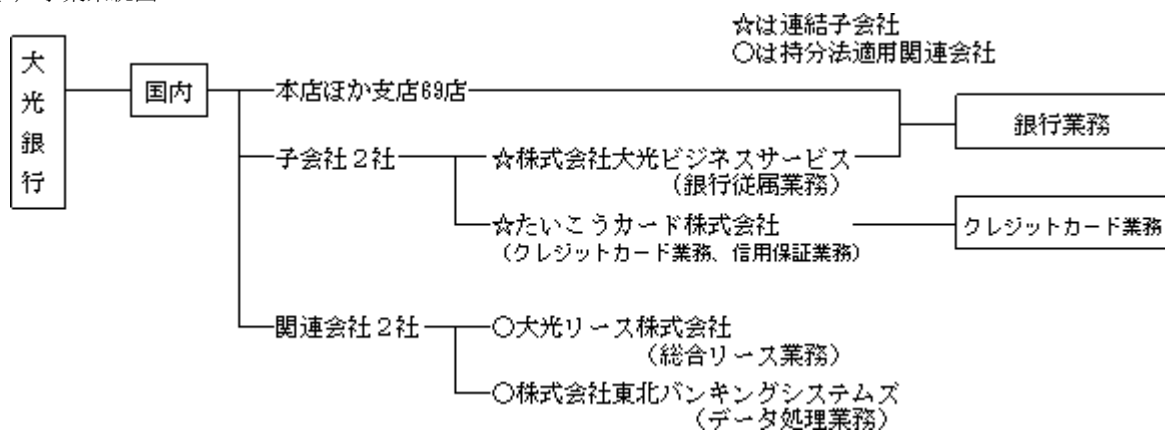 ☆は連結子会社
○は持分法適用関連会社
大光銀行
国内
本店ほか支店69店
銀行業務
子会社2社
☆株式会社大光ビジネスサービス
(銀行従属業務)
☆たいこうカード株式会社
(クレジットカード業務、信用保証業務)
クレジットカード業務
関連会社2社
○大光リース株式会社
(総合リース業務)
○株式会社東北バンキングシステムズ
(データ処理業務)